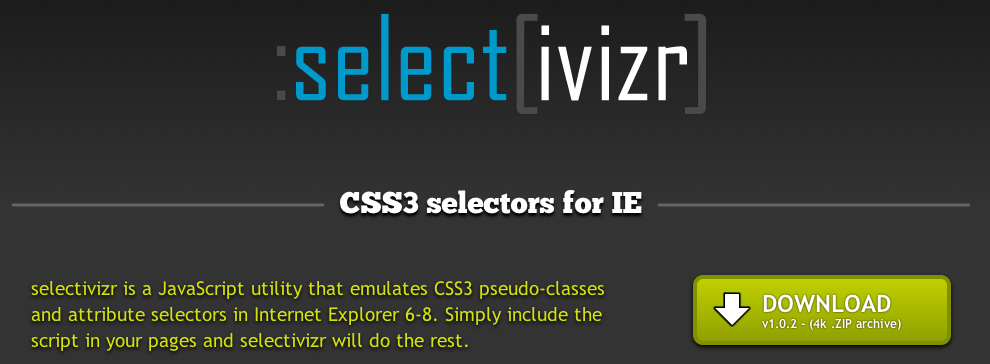 :select[ivizr]
CSS3 selectors for IE
selectivizr is a JavaScript utility that emulates CSS3 pseudo-classes
and attribute selectors in Internet Explorer 6-8. Simply include the
script in your pages and selectivizr will do the rest.
DOWNLOAD
v1.0.2 - (4k .ZIP archive)